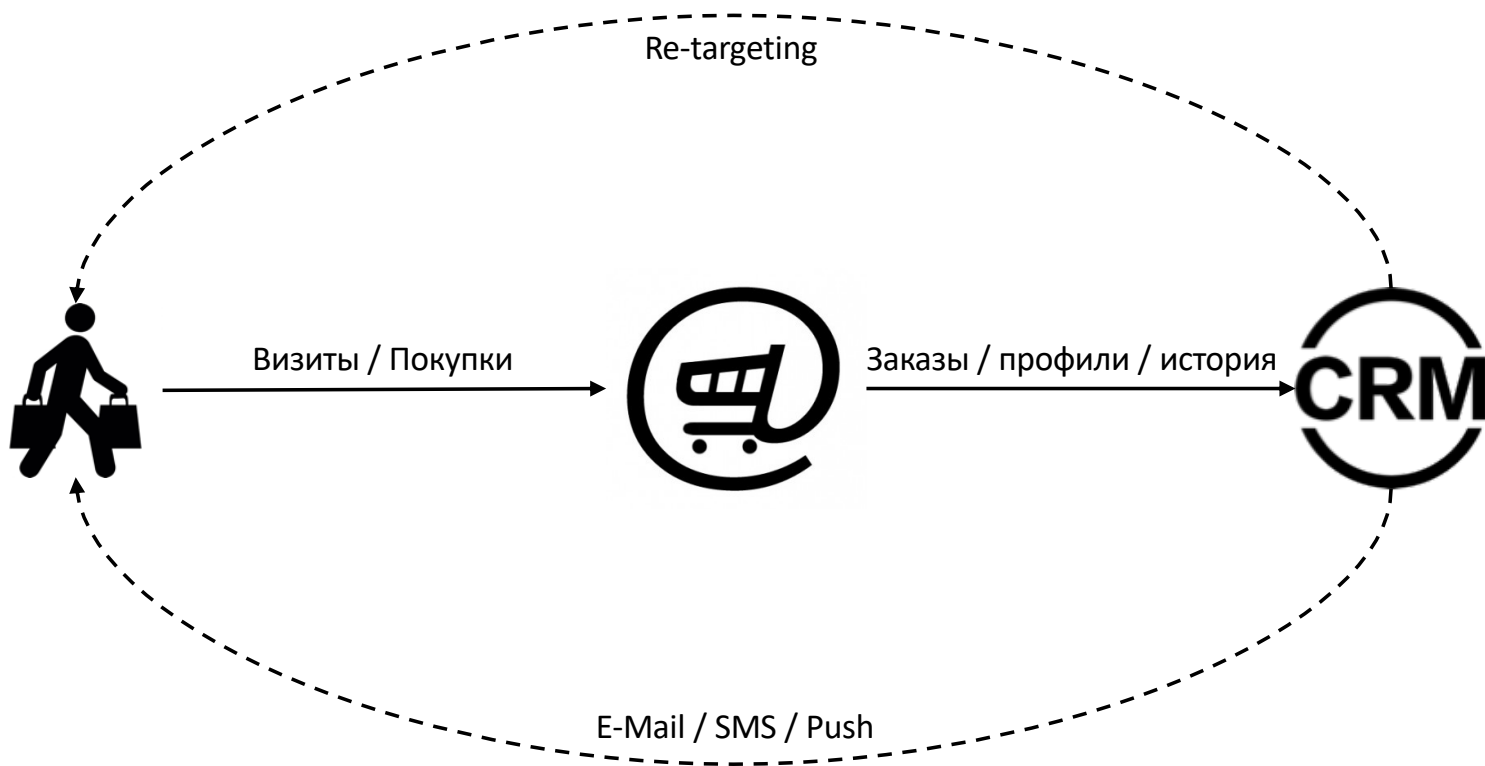 Re-targeting
Визиты / Покупки
Заказы / профили / история
CRM
E-Mail / SMS / Push